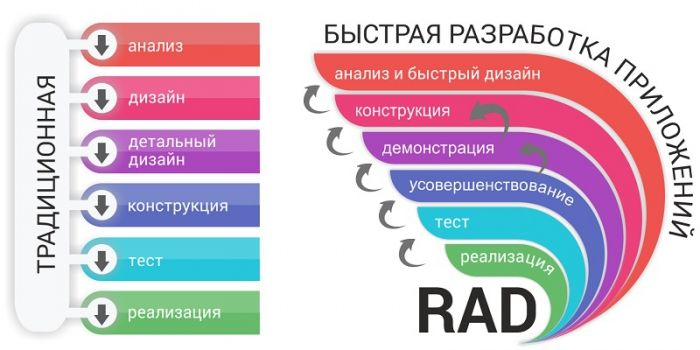 ТРАДИЦИОННАЯ
анализ
дизайн
детальный
дизайн
конструкция
тест
реализация
БЫСТРАЯ РАЗРАБОТКА ПРИЛОЖЕНИЙ
анализ и быстрый дизайн
конструкция
демонстрация
усовершенствование
тест
реализация
RAD